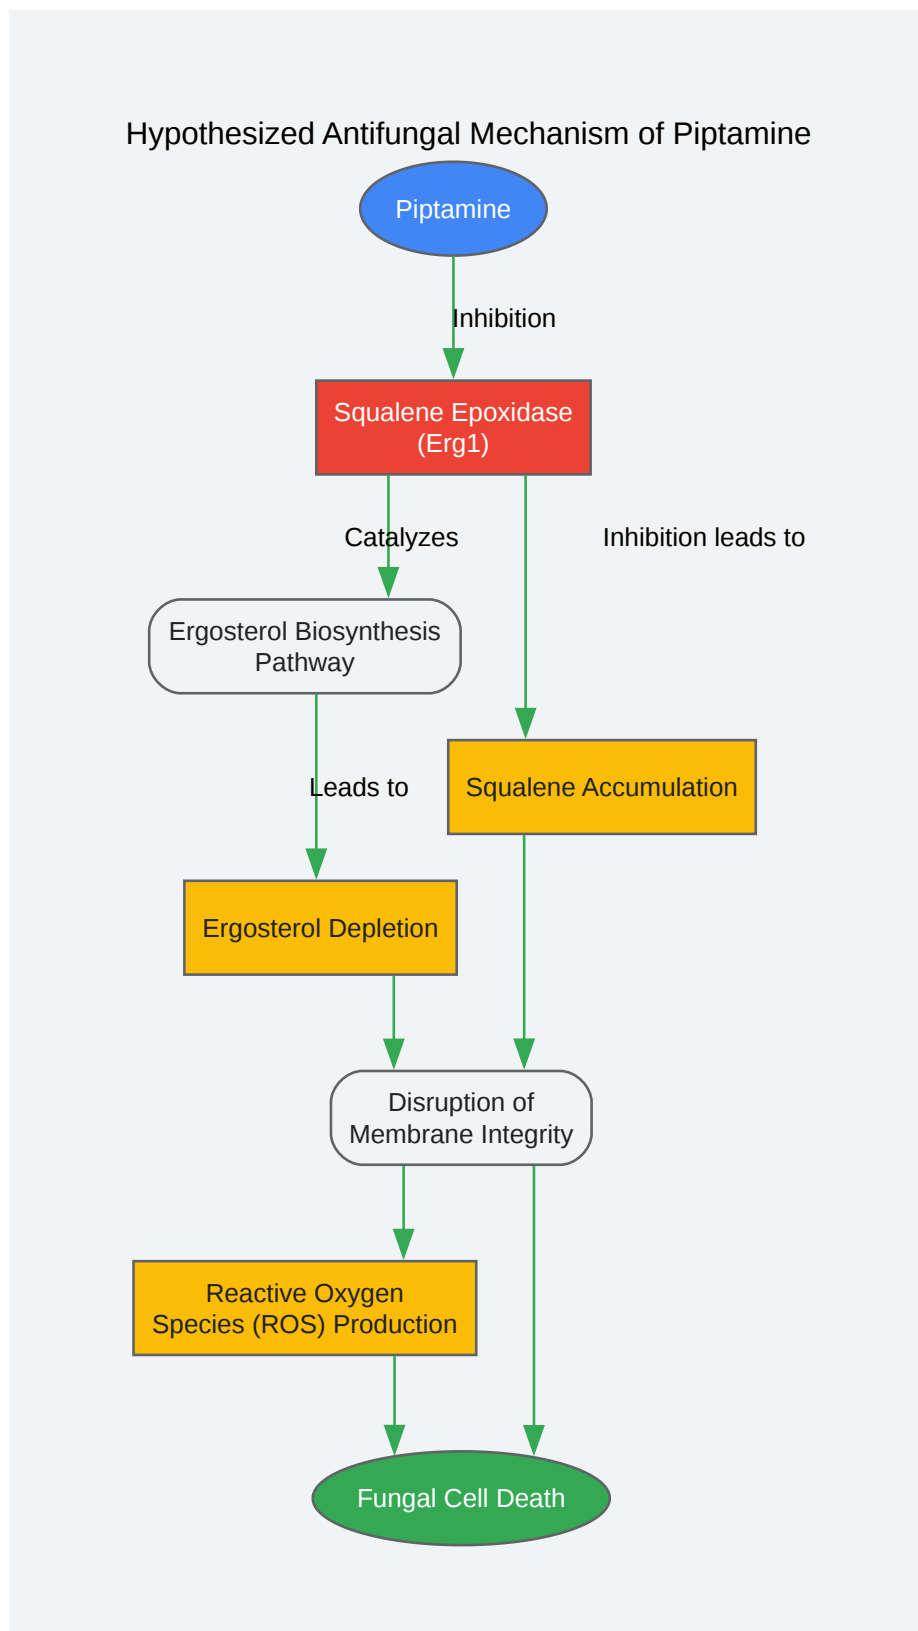 Hypothesized Antifungal Mechanism of Piptamine
Piptamine
Inhibition
Squalene Epoxidase
(Erg1)
Catalyzes
Inhibition leads to
Ergosterol Biosynthesis
Pathway
Leads to
Squalene Accumulation
Ergosterol Depletion
Disruption of
Membrane Integrity
Reactive Oxygen
Species (ROS) Production
Fungal Cell Death